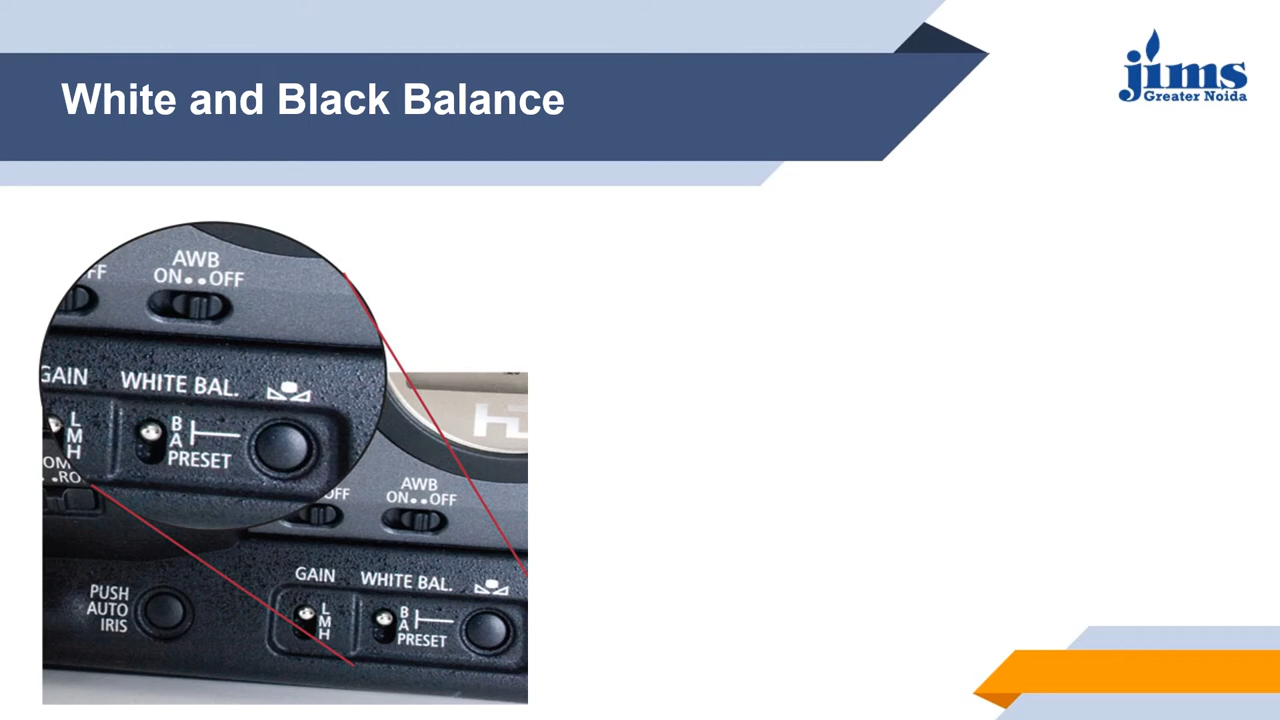 White and Black Balance
jims
Greater Noida
AWB
ON••OFF
FF
GAIN
WHITE BAL.
L
M
H
B
A
PRESET
AWB
ON••OFF
OFF
PUSH
AUTO
IRIS
GAIN
L
M
H
WHITE BAL.
B
A
PRESET